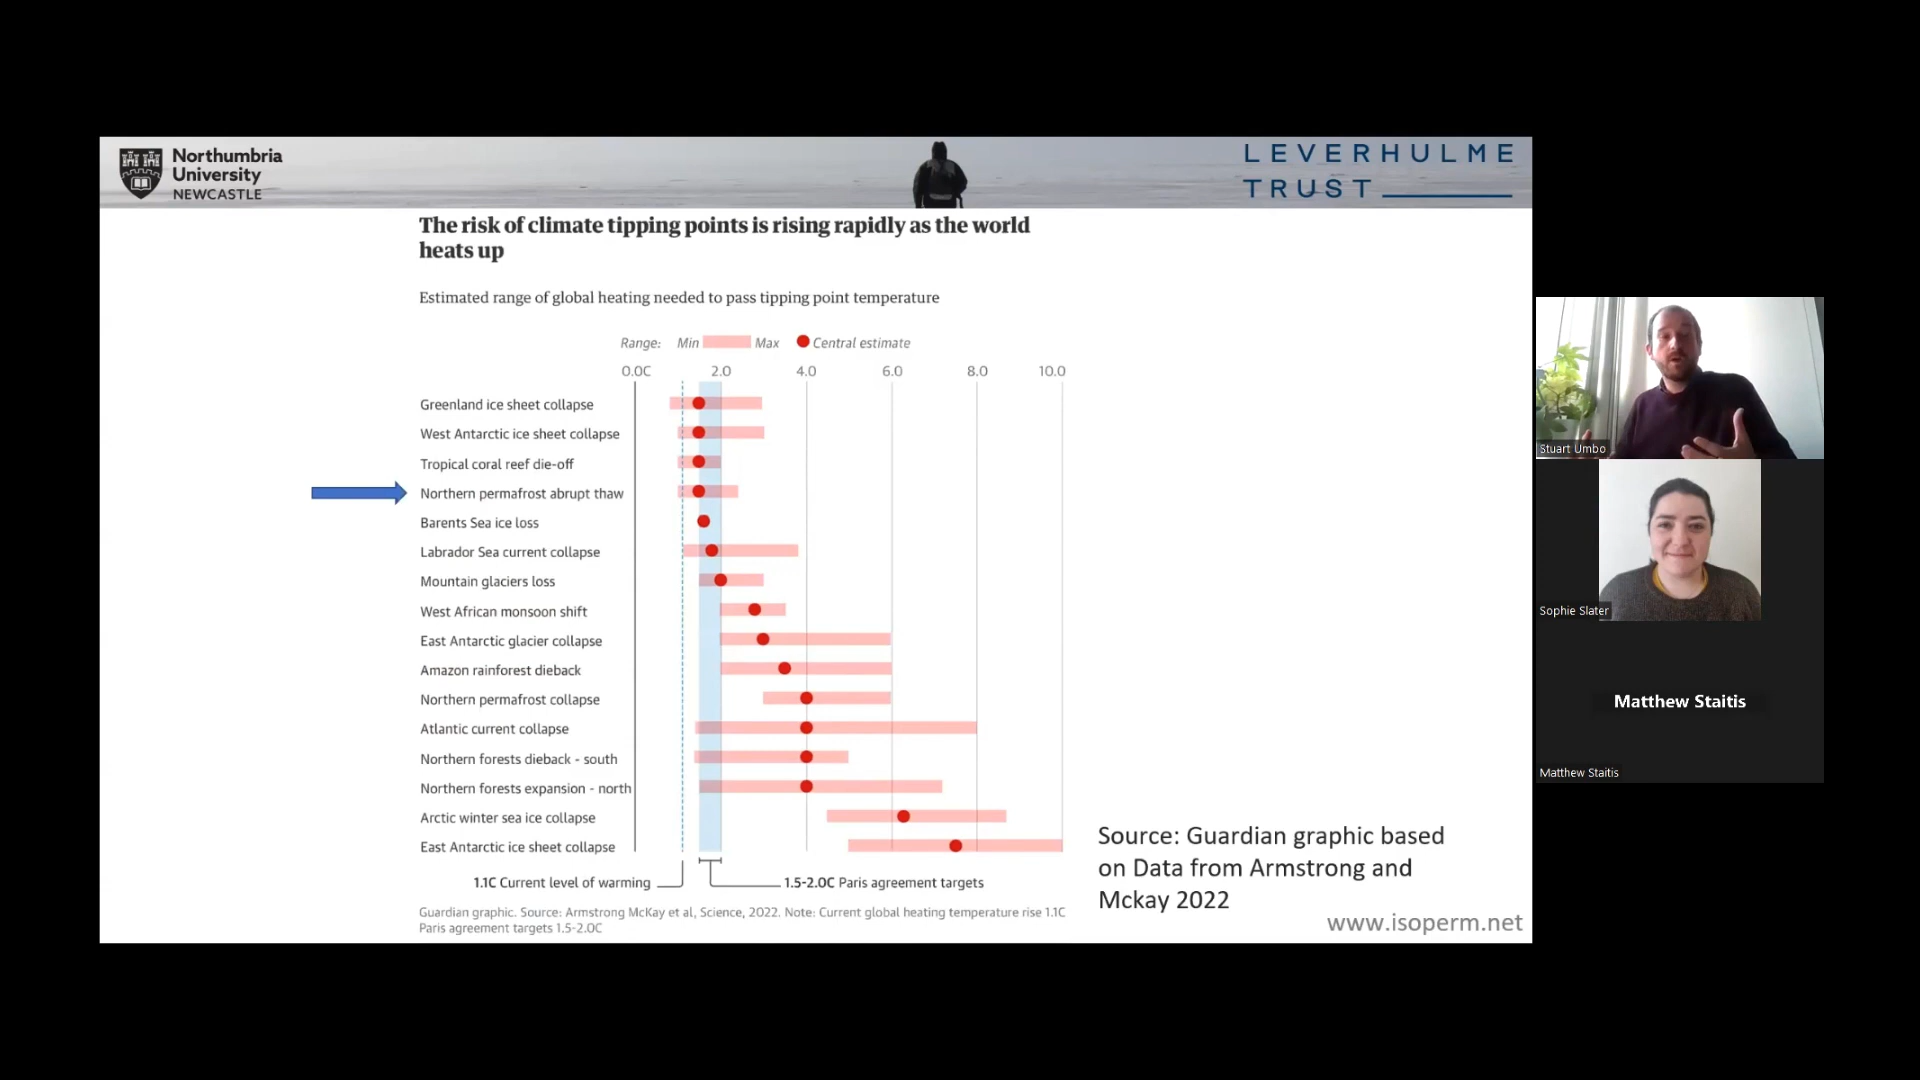 Northumbria
University
NEWCASTLE
LEVERHULME
TRUST
The risk of climate tipping points is rising rapidly as the world
heats up
Estimated range of global heating needed to pass tipping point temperature
Range: Min Max Central estimate
0.0C 2.0 4.0 6.0 8.0 10.0
Greenland ice sheet collapse
West Antarctic ice sheet collapse
Tropical coral reef die-off
Northern permafrost abrupt thaw
Barents Sea ice loss
Labrador Sea current collapse
Mountain glaciers loss
West African monsoon shift
East Antarctic glacier collapse
Amazon rainforest dieback
Northern permafrost collapse
Atlantic current collapse
Northern forests dieback - south
Northern forests expansion - north
Arctic winter sea ice collapse
East Antarctic ice sheet collapse
1.1C Current level of warming
1.5-2.0C Paris agreement targets
Guardian graphic. Source: Armstrong McKay et al, Science, 2022. Note: Current global heating temperature rise 1.1C
Paris agreement targets 1.5-2.0C
Source: Guardian graphic based
on Data from Armstrong and
Mckay 2022
www.isoperm.net
Stuart Umbo
Sophie Slater
Matthew Staitis
Matthew Staitis